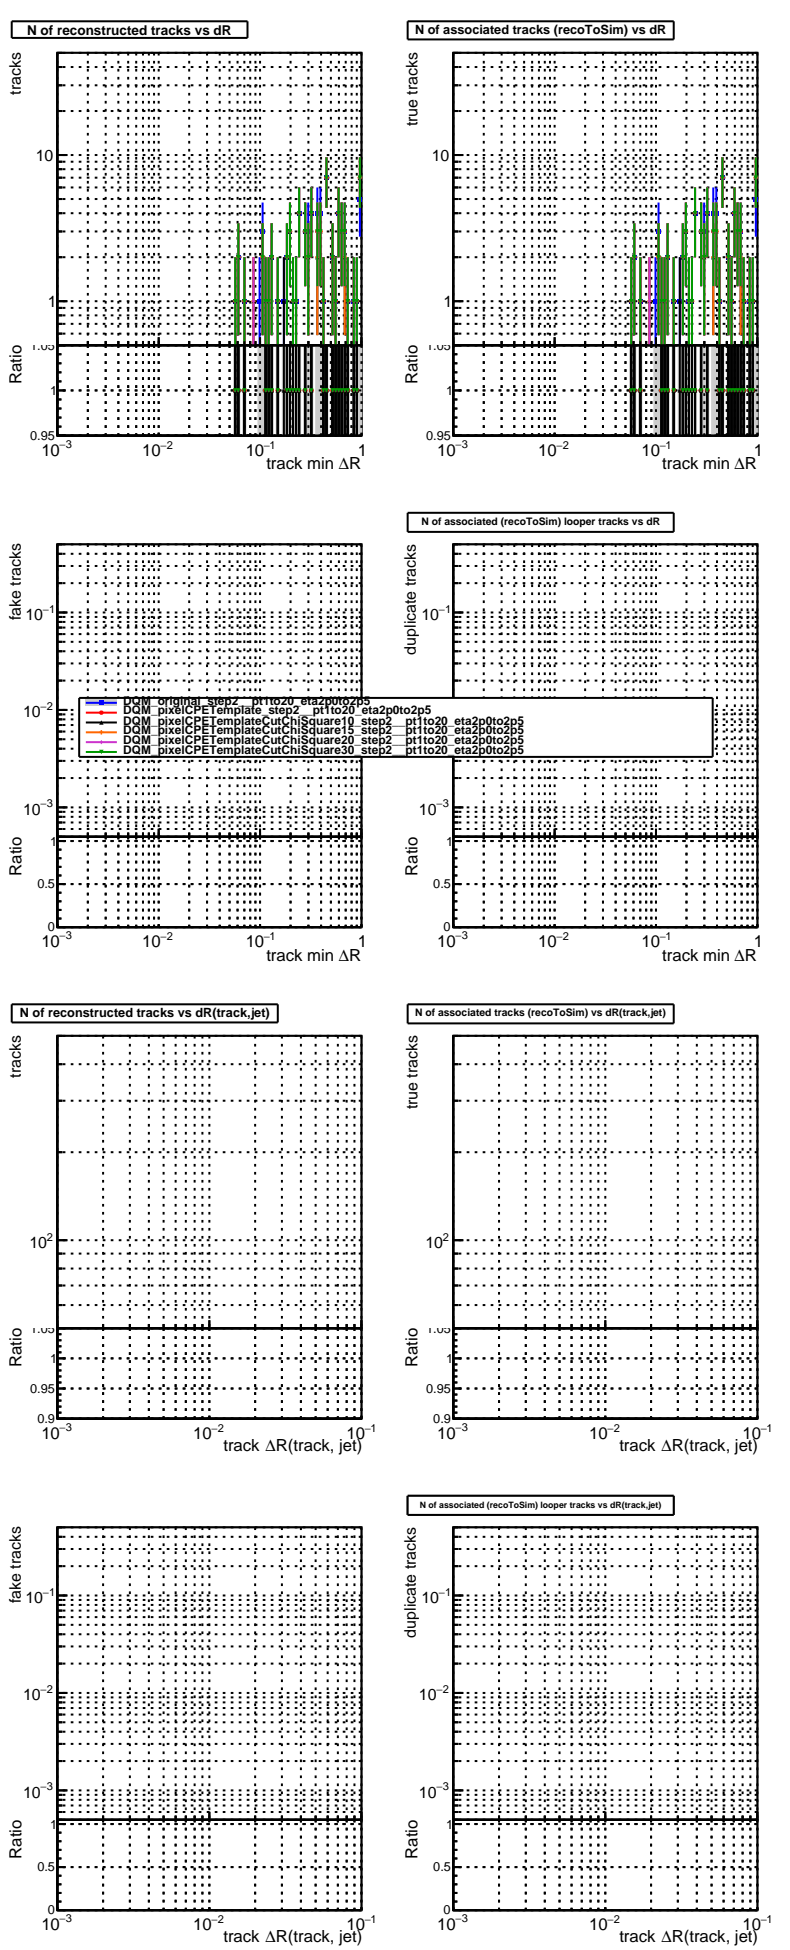 N of reconstructed tracks vs dR
N of associated tracks (recoToSim) vs dR
tracks
10
1
1.05
Ratio
1
0.95
10⁻³ 10⁻² 10⁻¹ 1
track min ΔR
true tracks
10
1
1.05
Ratio
1
0.95
10⁻³ 10⁻² 10⁻¹ 1
track min ΔR
N of associated (recoToSim) looper tracks vs dR
fake tracks
10⁻¹
10⁻²
10⁻³
Ratio
1
0.5
0
10⁻³ 10⁻² 10⁻¹ 1
track min ΔR
duplicate tracks
10⁻¹
10⁻³
Ratio
1
0.5
0
10⁻³ 10⁻² 10⁻¹ 1
track min ΔR
DQM_original_step2__pt1to20_eta2p0to2p5
DQM_pixelCPETemplate_step2__pt1to20_eta2p0to2p5
DQM_pixelCPETemplateCutChiSquare10_step2__pt1to20_eta2p0to2p5
DQM_pixelCPETemplateCutChiSquare15_step2__pt1to20_eta2p0to2p5
DQM_pixelCPETemplateCutChiSquare20_step2__pt1to20_eta2p0to2p5
DQM_pixelCPETemplateCutChiSquare30_step2__pt1to20_eta2p0to2p5
N of reconstructed tracks vs dR(track,jet)
N of associated tracks (recoToSim) vs dR(track,jet)
tracks
10²
1.05
Ratio
1
0.95
0.9
10⁻³ 10⁻² 10⁻¹
track ΔR(track, jet)
true tracks
10²
1.05
Ratio
1
0.95
0.9
10⁻³ 10⁻² 10⁻¹
track ΔR(track, jet)
N of associated (recoToSim) looper tracks vs dR(track,jet)
fake tracks
10⁻¹
10⁻²
10⁻³
Ratio
1
0.5
0
10⁻³ 10⁻² 10⁻¹
track ΔR(track, jet)
duplicate tracks
10⁻¹
10⁻²
10⁻³
Ratio
1
0.5
0
10⁻³ 10⁻² 10⁻¹
track ΔR(track, jet)